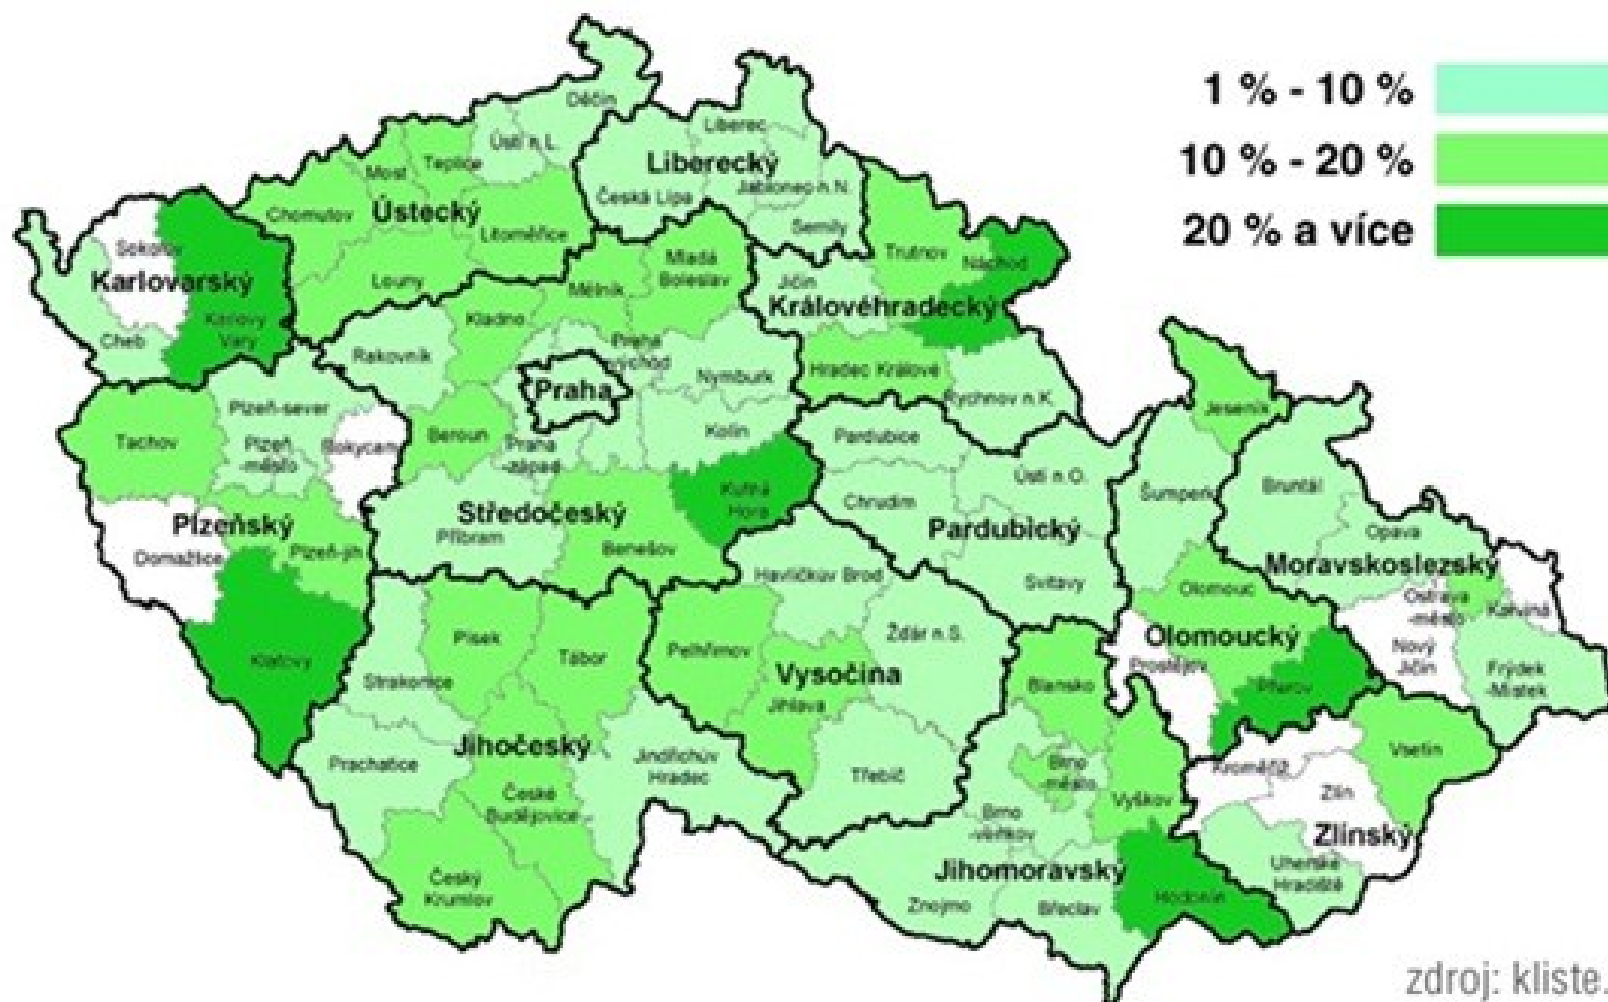 1 % - 10 %
10 % - 20 %
20 % a více
Děčín
Ústí n.L.
Liberec
Most
Teplice
Liberecký
Česká Lípa
Jablonec n.N.
Chomutov
Ústecký
Litoměřice
Semily
Sokolov
Karlovarský
Louny
Mladá
Boleslav
Trutnov
Náchod
Mělník
Jičín
Královéhradecký
Karlovy
Vary
Cheb
Kladno
Rakovník
Praha
východ
Praha
Nymburk
Hradec Králové
Rychnov n.K.
Jeseník
Plzeň-sever
Tachov
Plzeň
-město
Rokycany
Beroun
Praha
-západ
Kolín
Pardubice
Kutná
Hora
Chrudim
Ústí n.O.
Šumperk
Bruntál
Plzeňský
Středočeský
Příbram
Pardubický
Opava
Domažlice
Plzeň-jih
Benešov
Havlíčkův Brod
Svitavy
Moravskoslezský
Olomouc
Ostrava
-město
Karviná
Klatovy
Písek
Tábor
Pelhřimov
Žďár n.S.
Olomoucký
Prostějov
Nový
Jičín
Frýdek
-Místek
Strakonice
Vysočina
Jihlava
Blansko
Přerov
Jihočeský
Prachatice
Jindřichův
Hradec
Třebíč
Brno
-město
Vyškov
Kroměříž
Vsetín
Zlín
České
Budějovice
Brno
-venkov
Zlínský
Český
Krumlov
Jihomoravský
Uherské
Hradiště
Znojmo
Břeclav
Hodonín
zdroj: kliste.